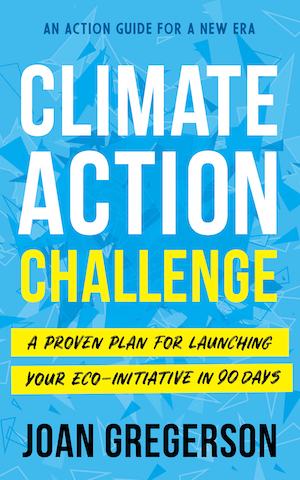 AN ACTION GUIDE FOR A NEW ERA
CLIMATE
ACTION
CHALLENGE
A PROVEN PLAN FOR LAUNCHING
YOUR ECO-INITIATIVE IN 90 DAYS
JOAN GREGERSON